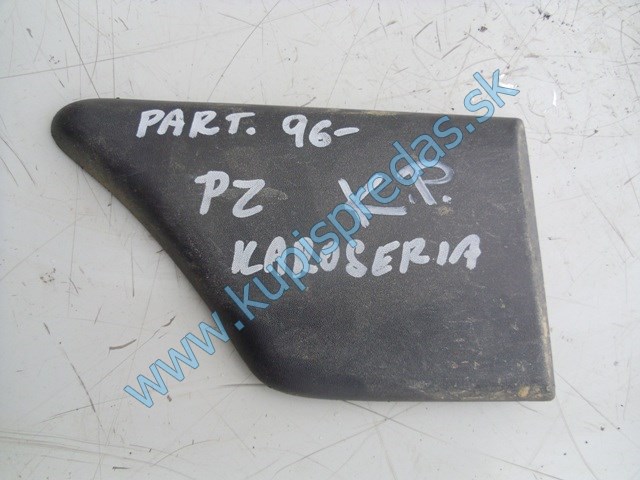 PART. 96-
PZ K.P.
KAROSERIA
www.kupispredas.sk